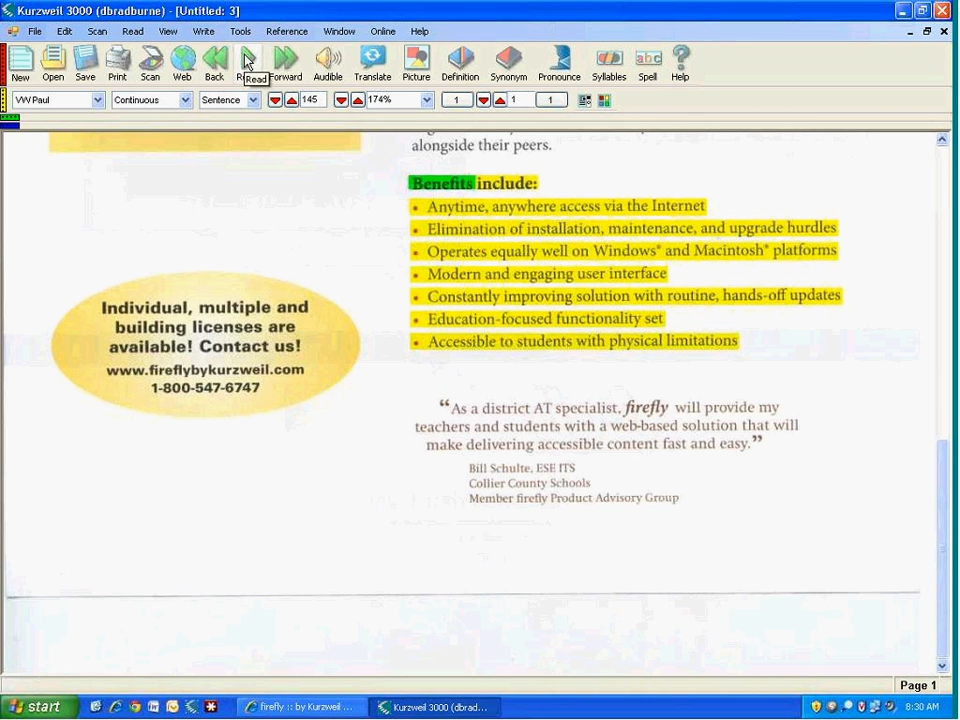 Kurzweil 3000 (dbradburne) - [Untitled: 3]
File Edit Scan Read View Write Tools Reference Window Online Help
New Open Save Print Scan Web Back Forward Audible Translate Picture Definition Synonym Pronounce Syllables Spell Help
Read
VW Paul Continuous Sentence 145 174% 1 1 1
alongside their peers.
Benefits include:
• Anytime, anywhere access via the Internet
• Elimination of installation, maintenance, and upgrade hurdles
• Operates equally well on Windows® and Macintosh® platforms
• Modern and engaging user interface
• Constantly improving solution with routine, hands-off updates
• Education-focused functionality set
• Accessible to students with physical limitations
Individual, multiple and
building licenses are
available! Contact us!
www.fireflybykurzweil.com
1-800-547-6747
“As a district AT specialist, firefly will provide my
teachers and students with a web-based solution that will
make delivering accessible content fast and easy.”
Bill Schulte, ESE ITS
Collier County Schools
Member firefly Product Advisory Group
Page 1
start firefly :: by Kurzweil ... Kurzweil 3000 (dbrad... 8:30 AM